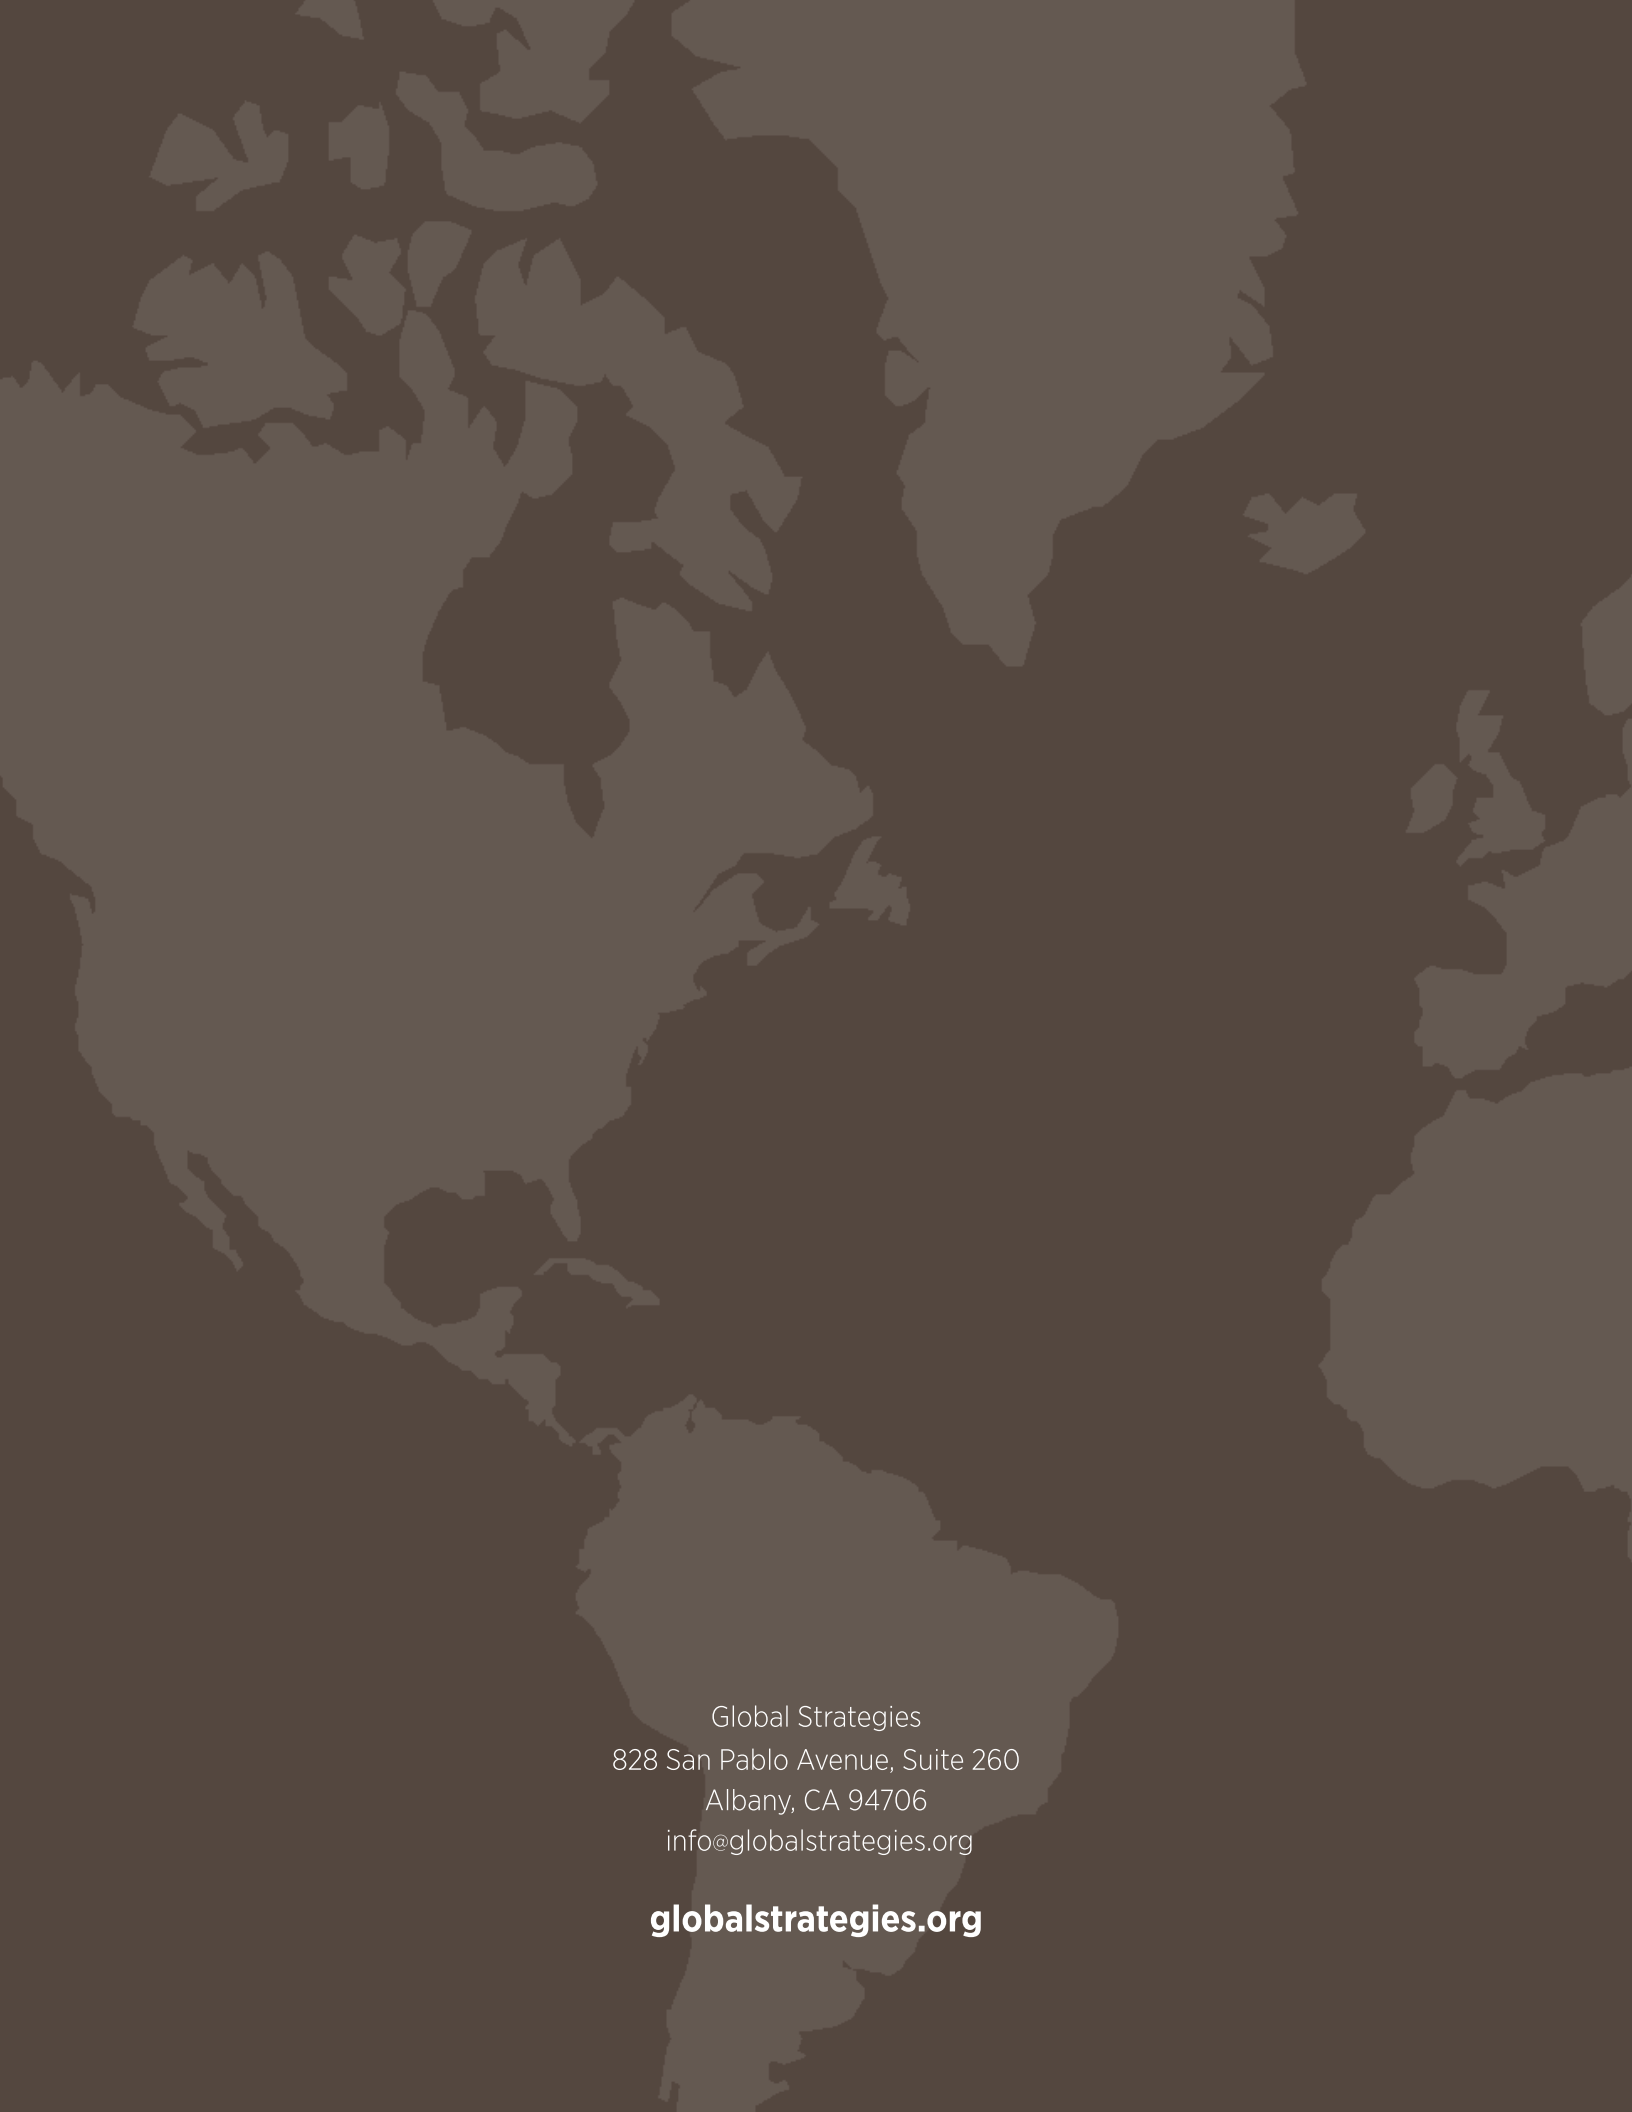 Global Strategies
828 San Pablo Avenue, Suite 260
Albany, CA 94706
info@globalstrategies.org
globalstrategies.org